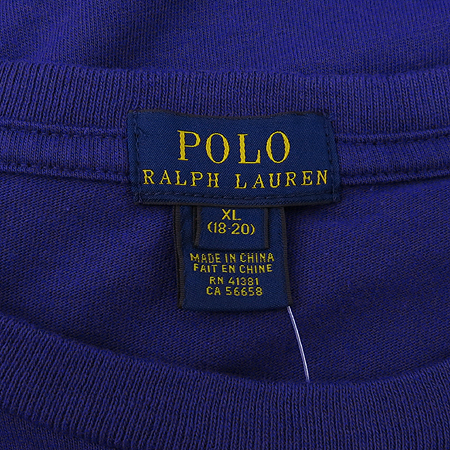 POLO
RALPH LAUREN
XL
(18-20)
MADE IN CHINA
FAIT EN CHINE
RN 41381
CA 56658